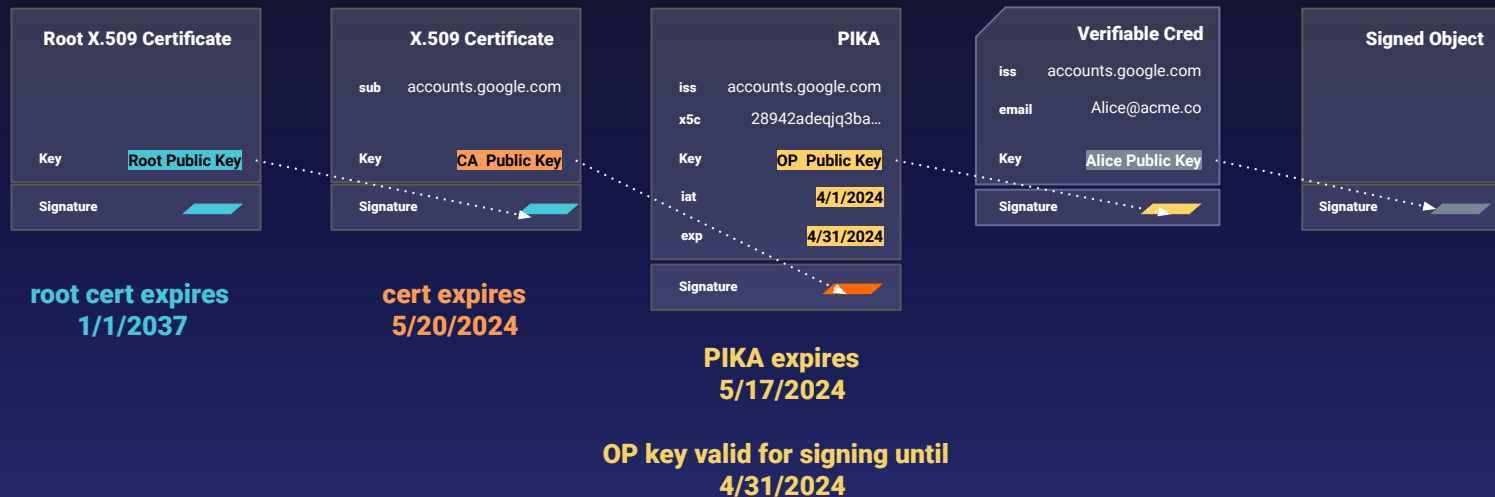 Root X.509 Certificate
Key Root Public Key
Signature
root cert expires
1/1/2037
X.509 Certificate
sub accounts.google.com
Key CA Public Key
Signature
cert expires
5/20/2024
PIKA
iss accounts.google.com
x5c 28942adeqjq3ba…
Key OP Public Key
iat 4/1/2024
exp 4/31/2024
Signature
PIKA expires
5/17/2024
OP key valid for signing until
4/31/2024
Verifiable Cred
iss accounts.google.com
email Alice@acme.co
Key Alice Public Key
Signature
Signed Object
Signature